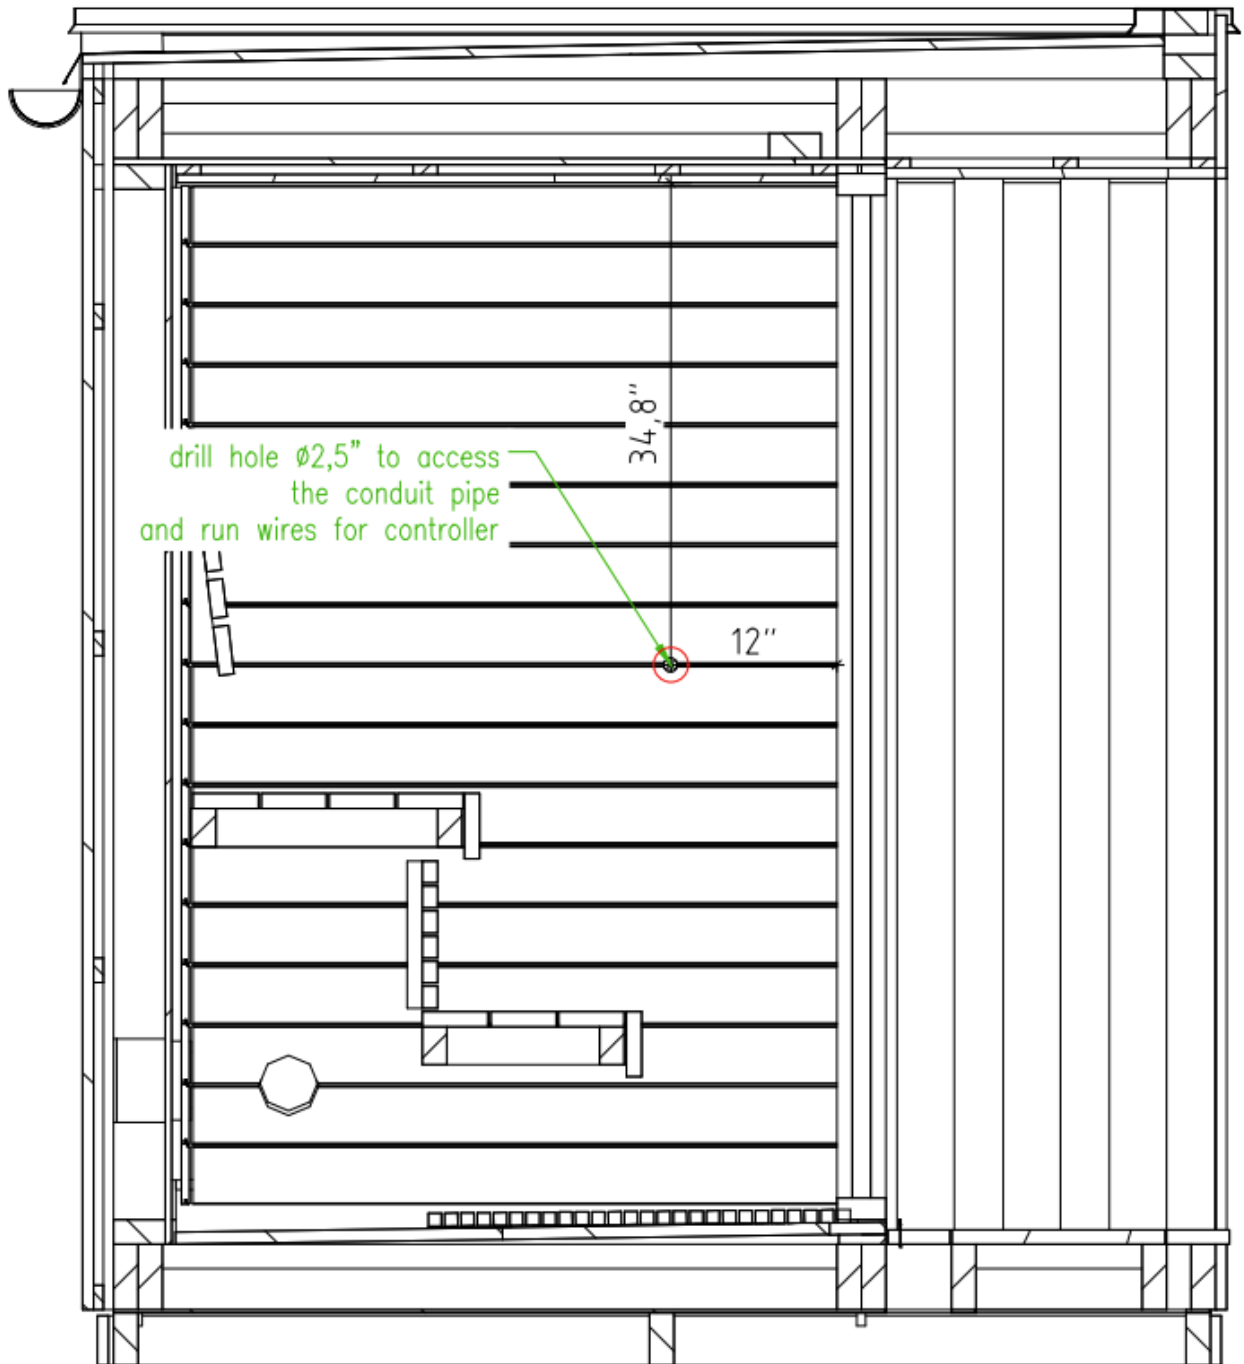 34,8"
drill hole ø2,5" to access
the conduit pipe
and run wires for controller
12"